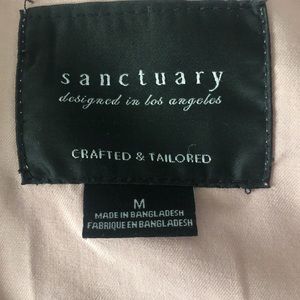 sanctuary
designed in los angeles
CRAFTED & TAILORED
M
MADE IN BANGLADESH
FABRIQUE EN BANGLADESH